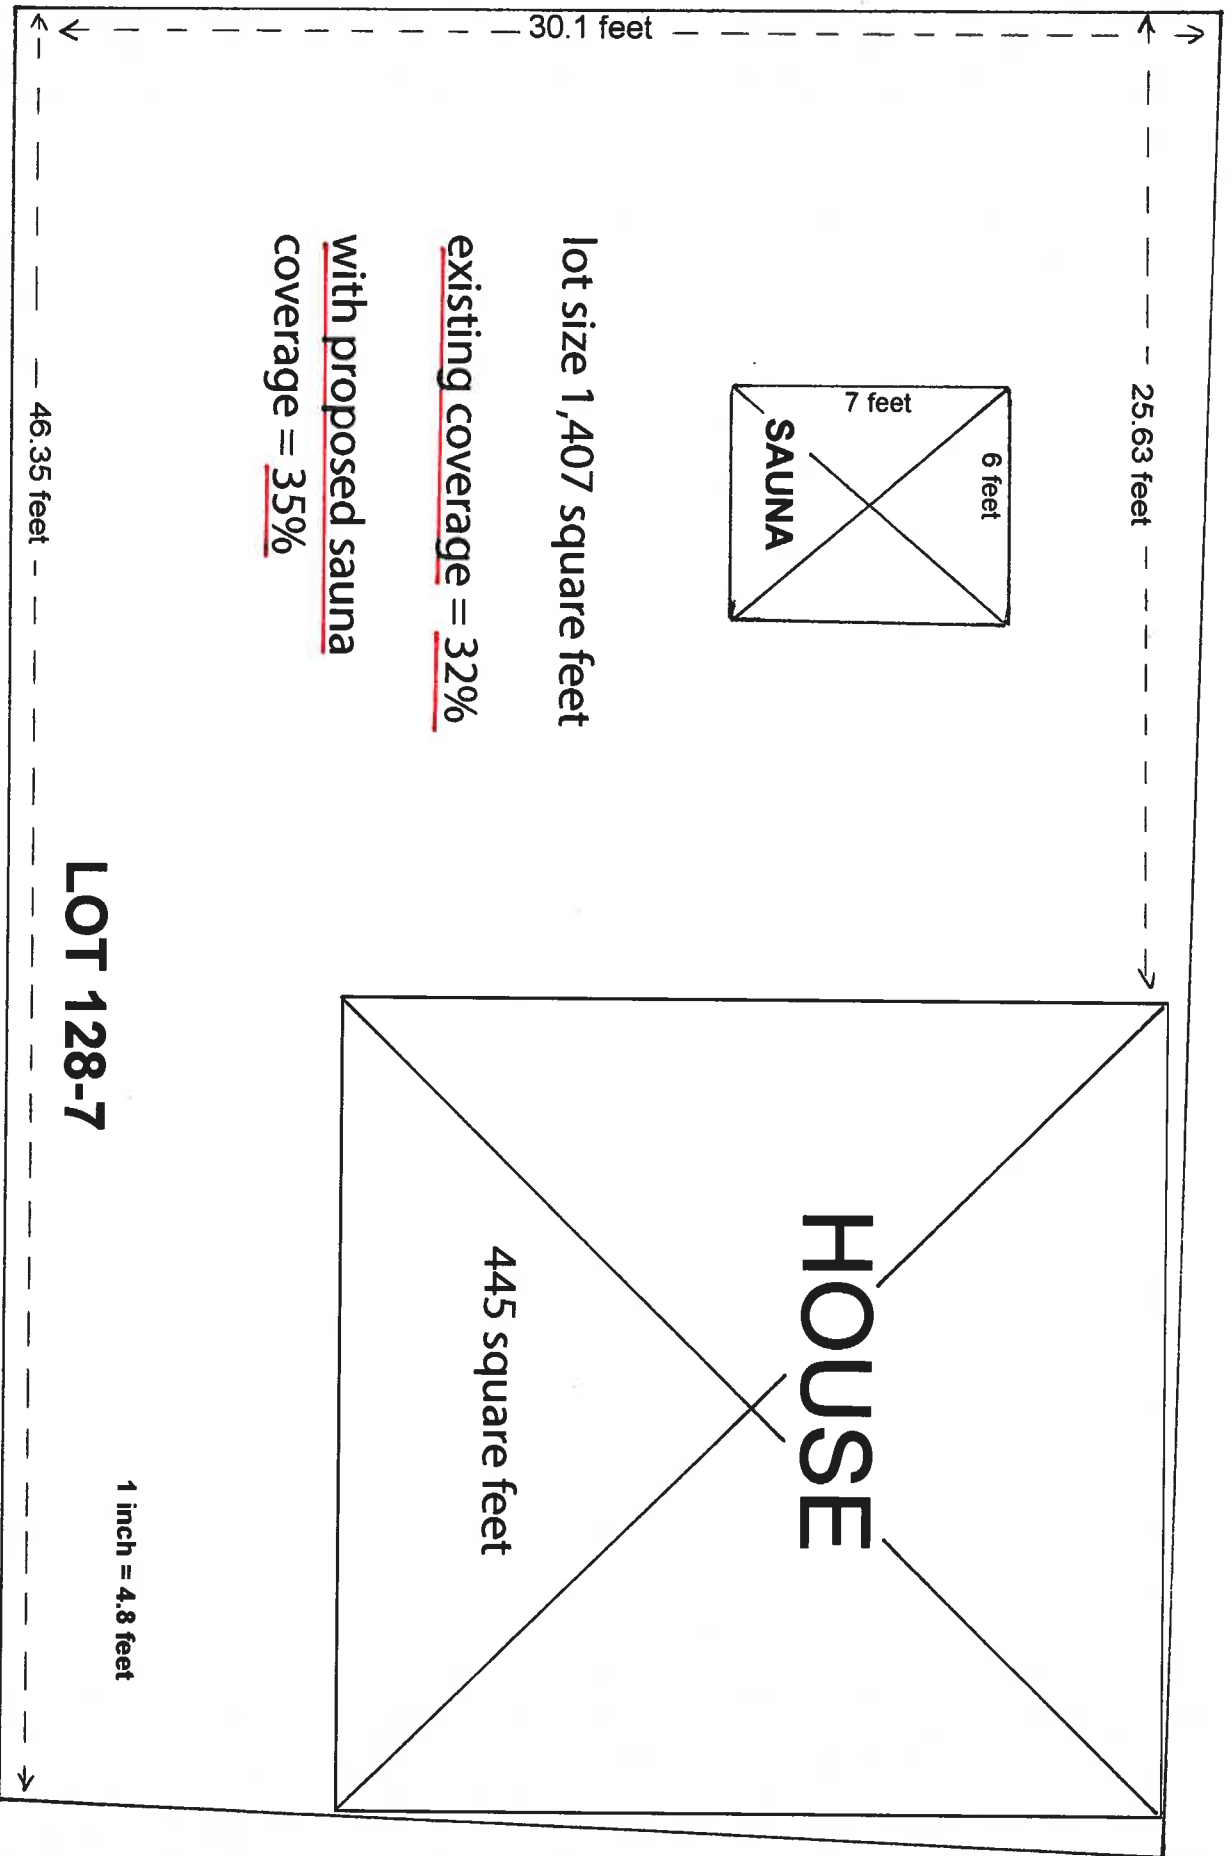 30.1 feet
25.63 feet
6 feet
7 feet
SAUNA
lot size 1,407 square feet
existing coverage = 32%
with proposed sauna
coverage = 35%
46.35 feet
LOT 128-7
HOUSE
445 square feet
1 inch = 4.8 feet